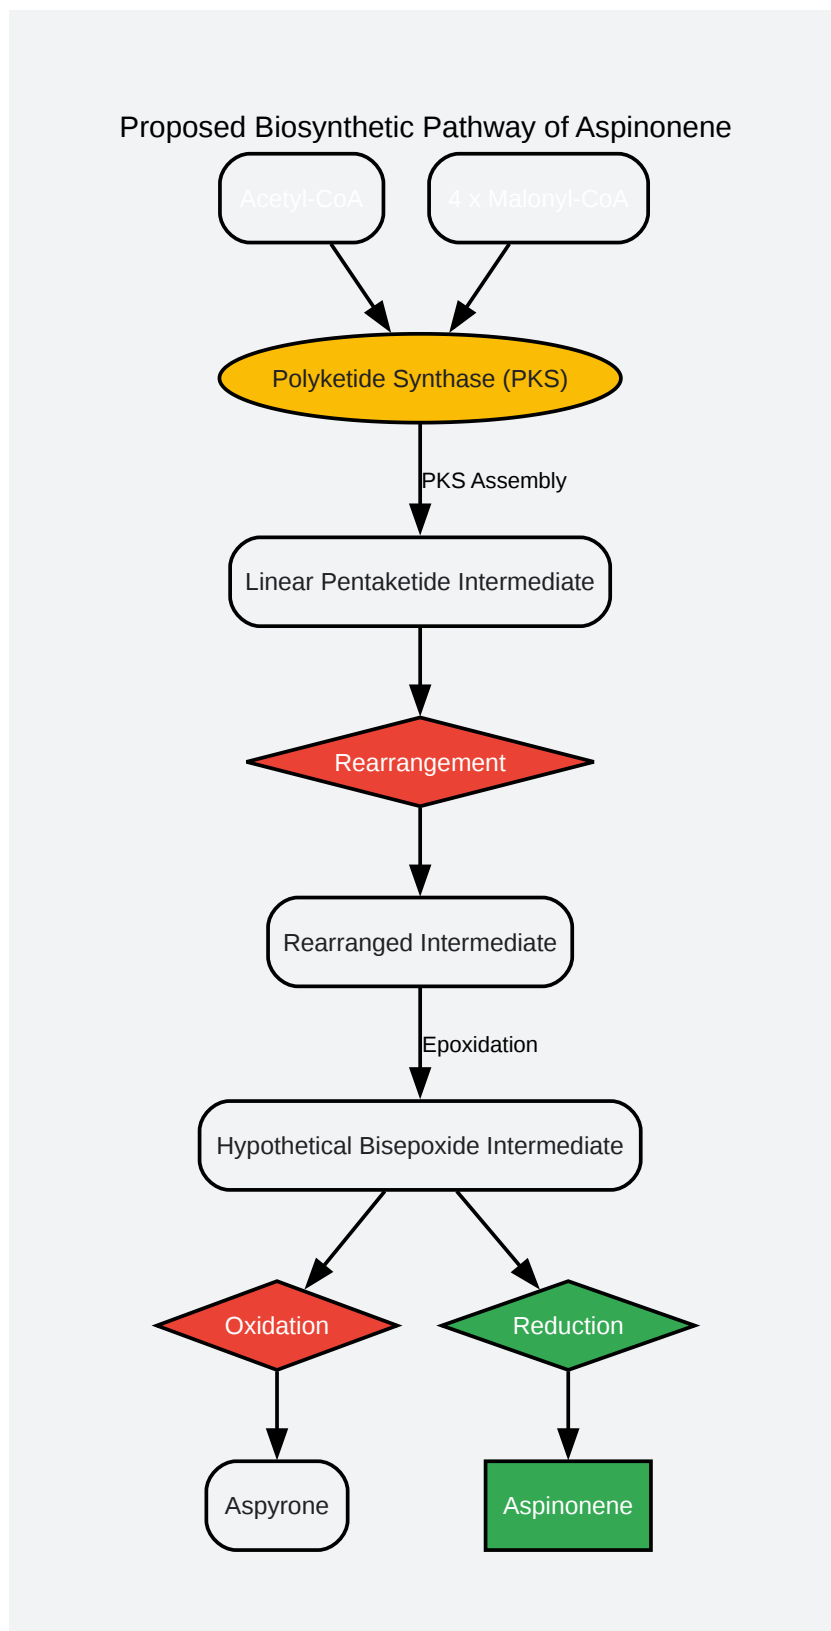 Proposed Biosynthetic Pathway of Aspinonene
Acetyl-CoA
4 x Malonyl-CoA
Polyketide Synthase (PKS)
PKS Assembly
Linear Pentaketide Intermediate
Rearrangement
Rearranged Intermediate
Epoxidation
Hypothetical Bisepoxide Intermediate
Oxidation
Reduction
Aspyrone
Aspinonene